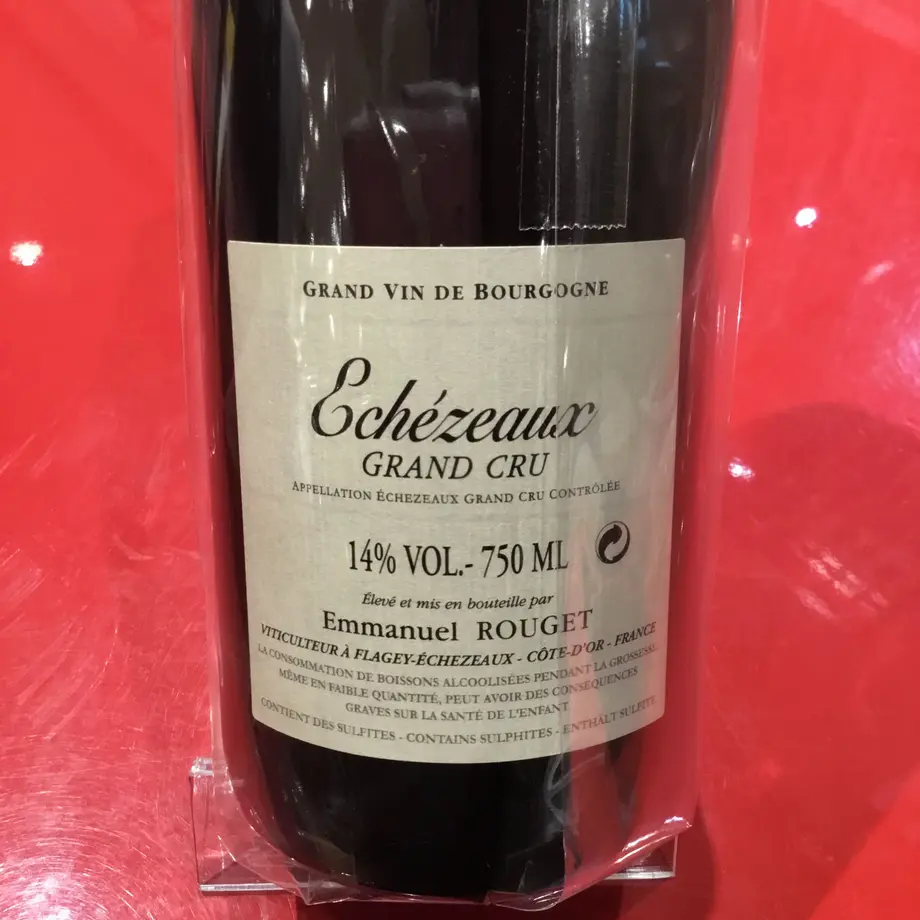 GRAND VIN DE BOURGOGNE
Echézeaux
GRAND CRU
APPELLATION ÉCHEZEAUX GRAND CRU CONTRÔLÉE
14% VOL.- 750 ML
Élevé et mis en bouteille par
Emmanuel ROUGET
VITICULTEUR À FLAGEY-ÉCHEZEAUX - CÔTE-D'OR - FRANCE
LA CONSOMMATION DE BOISSONS ALCOOLISÉES PENDANT LA GROSSESSE,
MÊME EN FAIBLE QUANTITÉ, PEUT AVOIR DES CONSÉQUENCES
GRAVES SUR LA SANTÉ DE L'ENFANT
CONTIENT DES SULFITES - CONTAINS SULPHITES - ENTHÄLT SULFITE